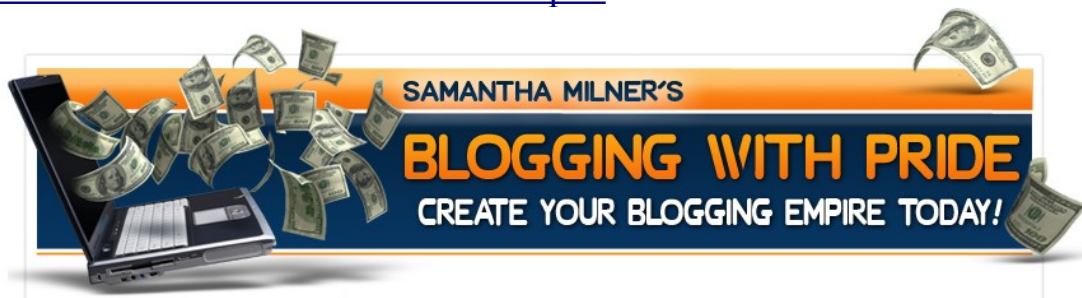 SAMANTHA MILNER'S
BLOGGING WITH PRIDE
CREATE YOUR BLOGGING EMPIRE TODAY!